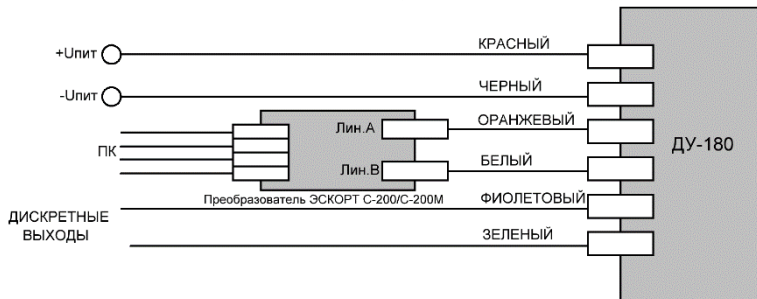 +Uпит
КРАСНЫЙ
-Uпит
ЧЕРНЫЙ
Лин.А
ОРАНЖЕВЫЙ
ПК
ДУ-180
Лин.В
БЕЛЫЙ
Преобразователь ЭСКОРТ С-200/С-200М
ФИОЛЕТОВЫЙ
ДИСКРЕТНЫЕ
ВЫХОДЫ
ЗЕЛЕНЫЙ